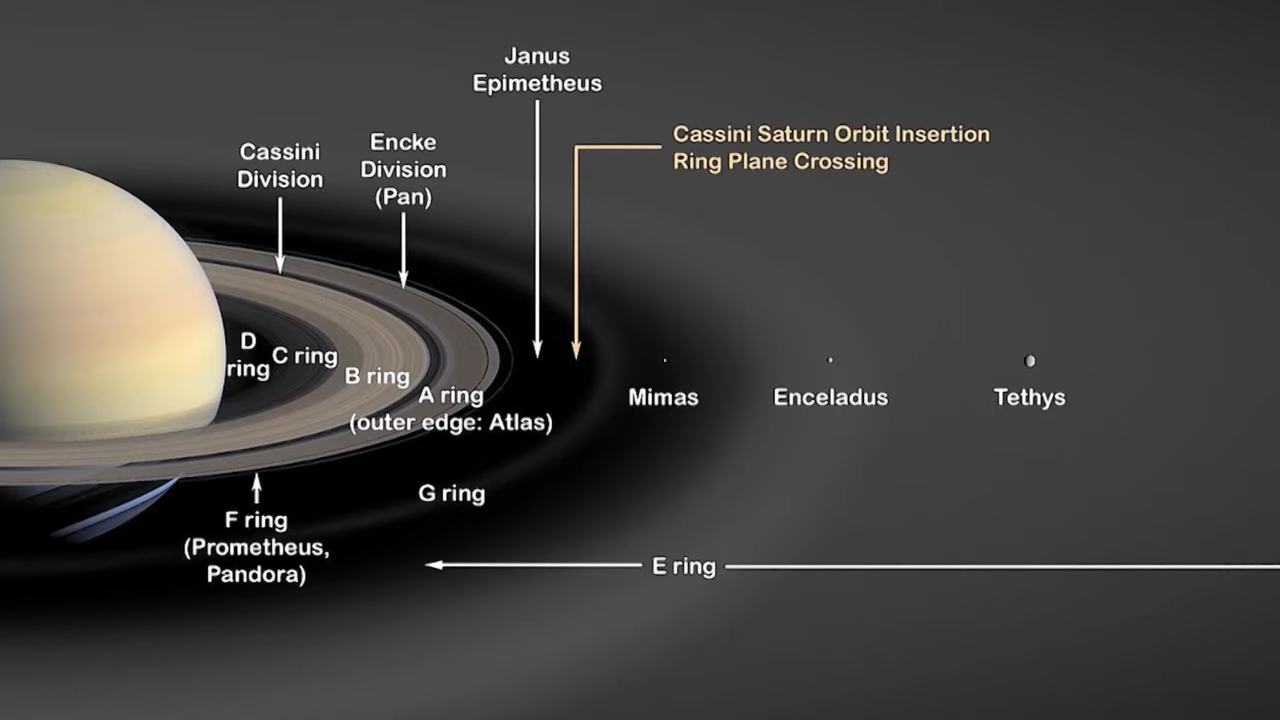 Janus
Epimetheus
Cassini Saturn Orbit Insertion
Ring Plane Crossing
Cassini
Division
Encke
Division
(Pan)
D
ring
C ring
B ring
A ring
(outer edge: Atlas)
Mimas
Enceladus
Tethys
G ring
F ring
(Prometheus,
Pandora)
E ring